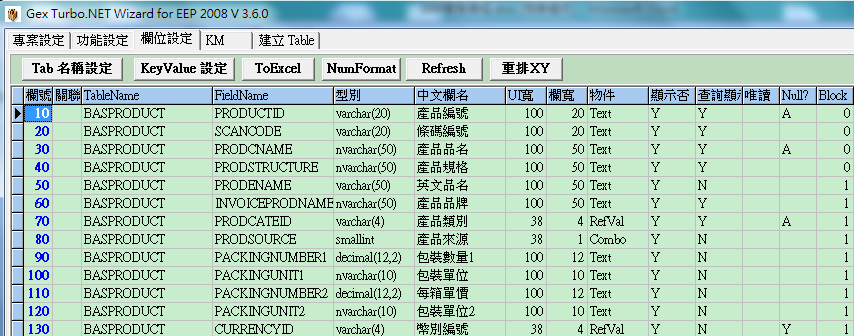 Gex Turbo.NET Wizard for EEP 2008 V 3.6.0
專案設定 功能設定 欄位設定 KM 建立 Table
Tab 名稱設定 KeyValue 設定 ToExcel NumFormat Refresh 重排XY
欄號 關聯 TableName FieldName 型別 中文欄名 UI寬 欄寬 物件 顯示否 查詢顯示 唯讀 Null? Block
10 BASPRODUCT PRODUCTID varchar(20) 產品編號 100 20 Text Y Y A 0
20 BASPRODUCT SCANCODE varchar(20) 條碼編號 100 20 Text Y Y 0
30 BASPRODUCT PRODCNAME nvarchar(50) 產品品名 100 50 Text Y Y A 0
40 BASPRODUCT PRODSTRUCTURE nvarchar(50) 產品規格 100 50 Text Y Y 0
50 BASPRODUCT PRODENAME varchar(50) 英文品名 100 50 Text Y N 1
60 BASPRODUCT INVOICEPRODNAME nvarchar(50) 產品品牌 100 50 Text Y Y 1
70 BASPRODUCT PRODCATEID varchar(4) 產品類別 38 4 RefVal Y Y A 1
80 BASPRODUCT PRODSOURCE smallint 產品來源 38 1 Combo Y N 1
90 BASPRODUCT PACKINGNUMBER1 decimal(12,2) 包裝數量1 100 12 Text Y N 1
100 BASPRODUCT PACKINGUNIT1 nvarchar(10) 包裝單位 100 10 Text Y N 1
110 BASPRODUCT PACKINGNUMBER2 decimal(12,2) 每箱單價 100 12 Text Y N 1
120 BASPRODUCT PACKINGUNIT2 nvarchar(10) 包裝單位2 100 10 Text Y N 1
130 BASPRODUCT CURRENCYID varchar(4) 幣別編號 38 4 RefVal Y N Y 1